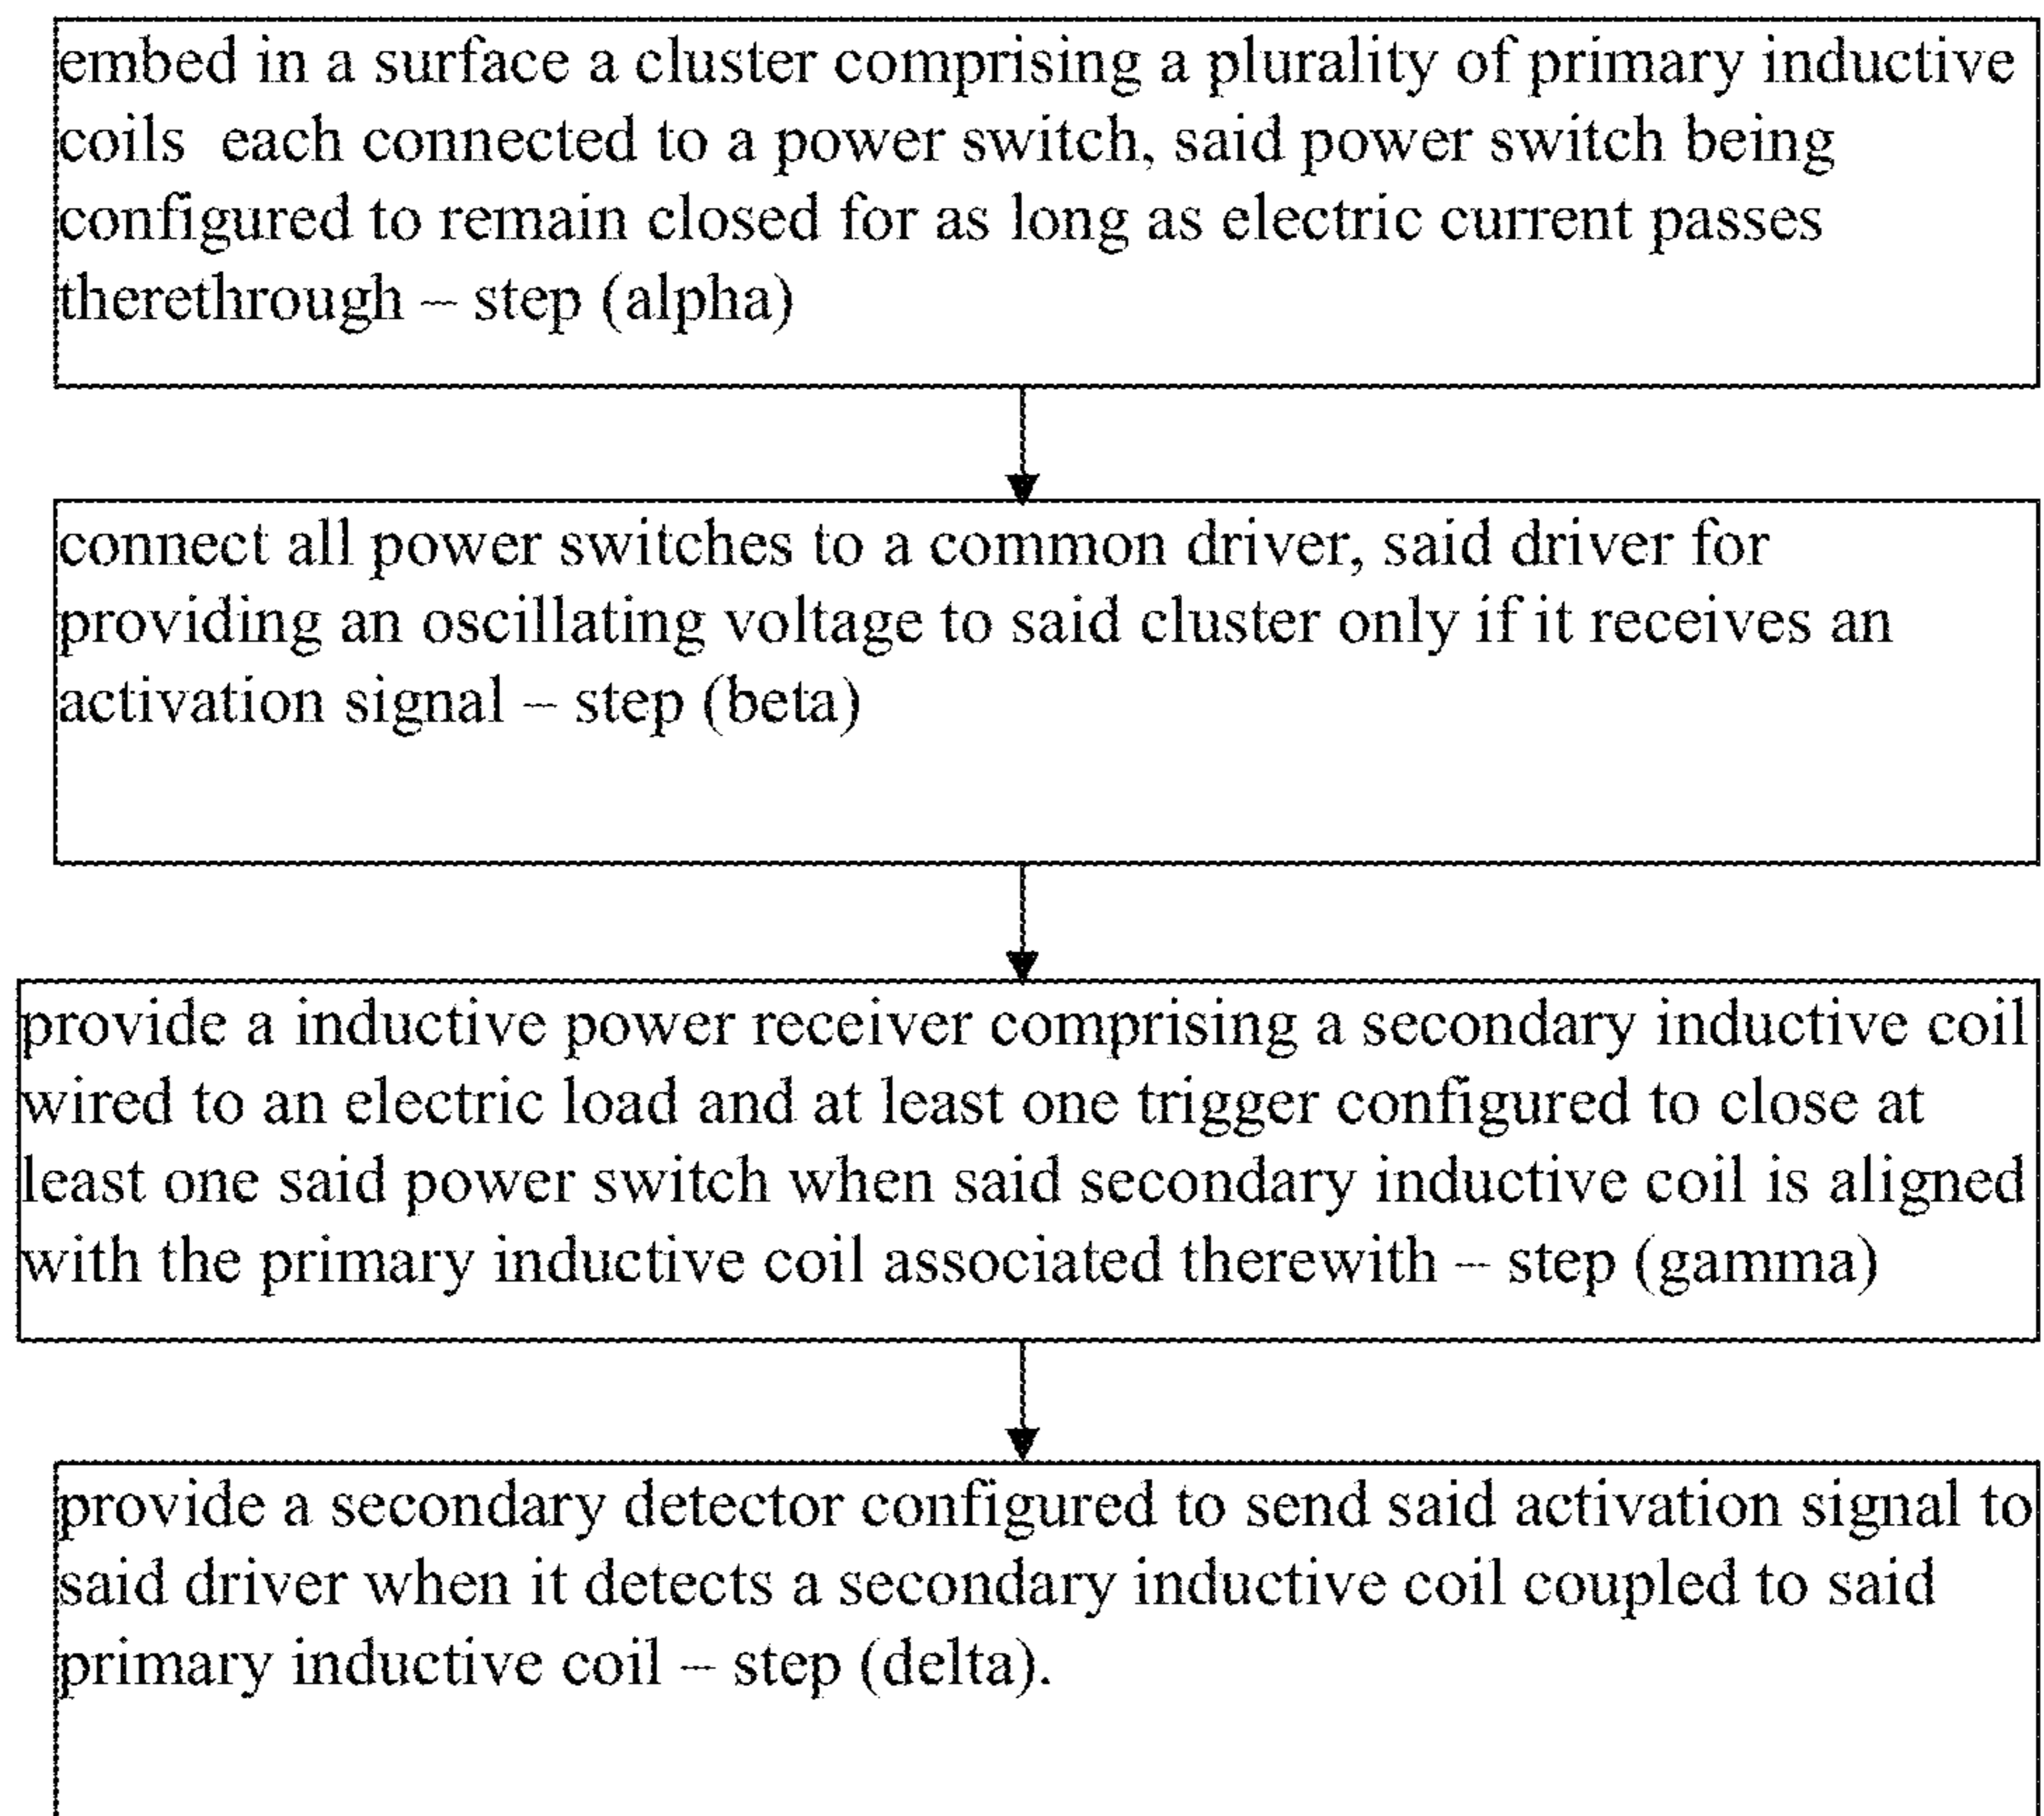 embed in a surface a cluster comprising a plurality of primary inductive
coils  each connected to a power switch, said power switch being
configured to remain closed for as long as electric current passes
therethrough – step (alpha)
connect all power switches to a common driver, said driver for
providing an oscillating voltage to said cluster only if it receives an
activation signal – step (beta)
provide a inductive power receiver comprising a secondary inductive coil
wired to an electric load and at least one trigger configured to close at
least one said power switch when said secondary inductive coil is aligned
with the primary inductive coil associated therewith – step (gamma)
provide a secondary detector configured to send said activation signal to
said driver when it detects a secondary inductive coil coupled to said
primary inductive coil – step (delta).